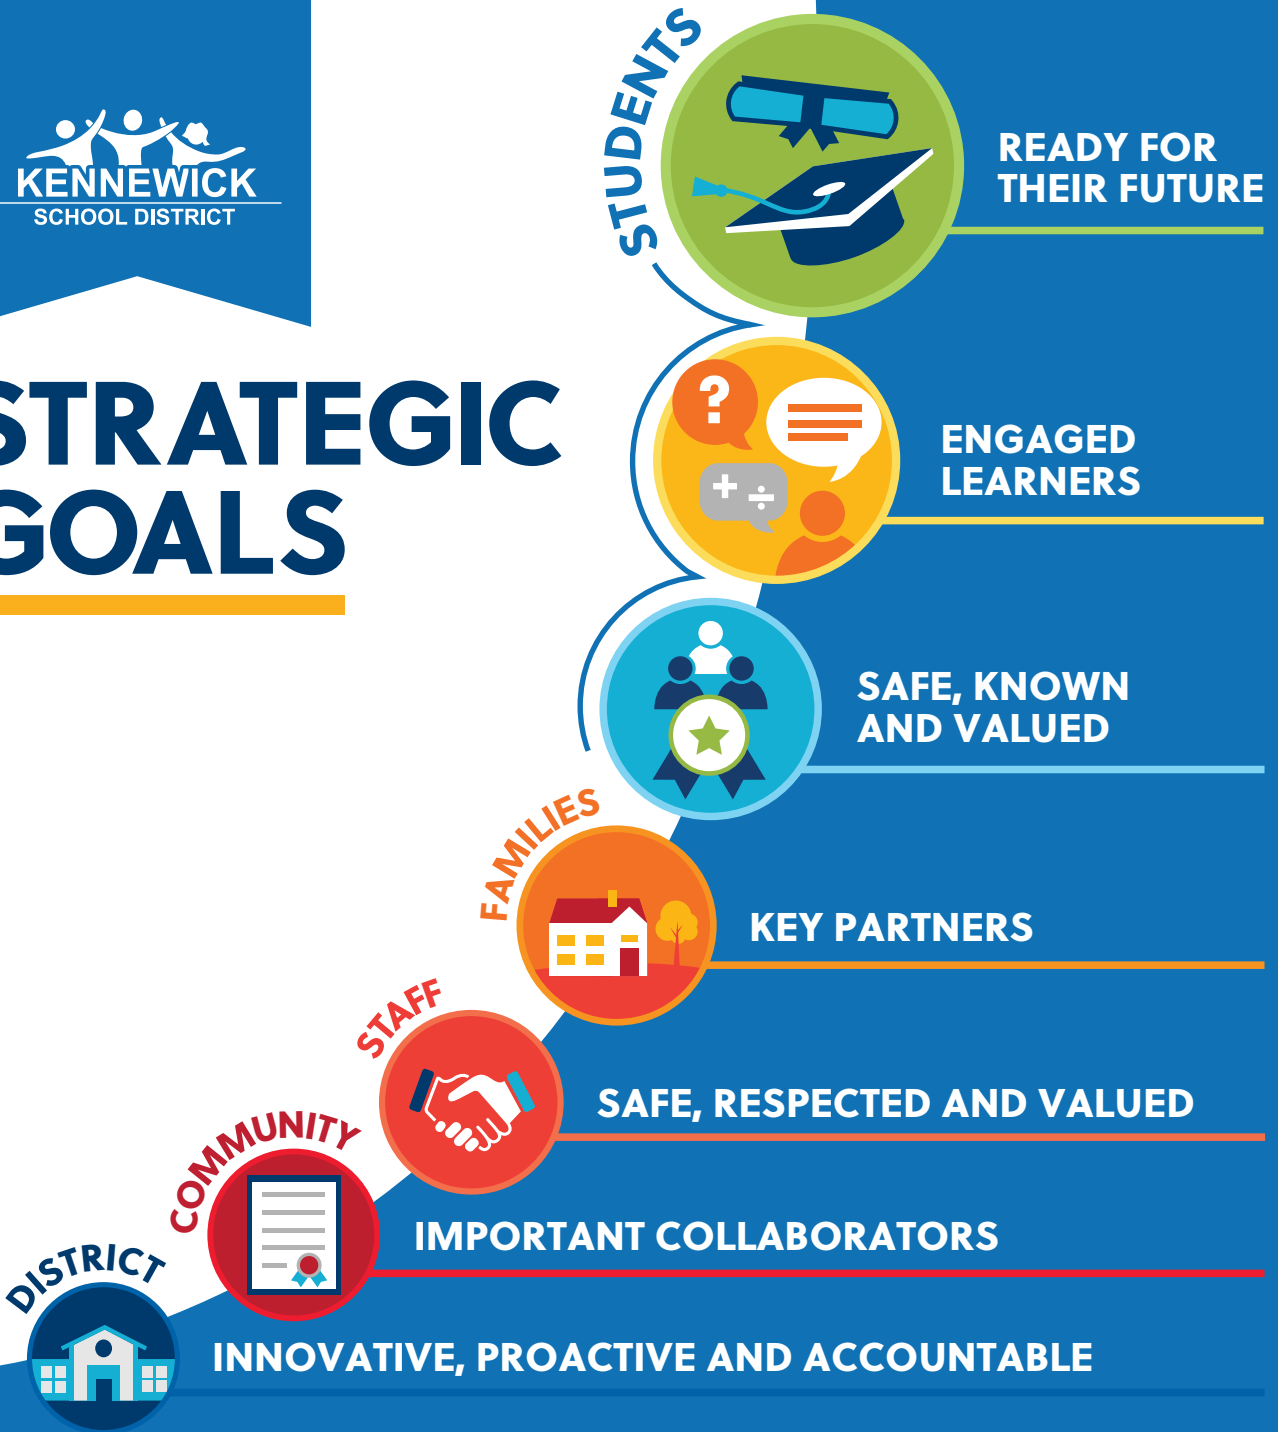 KENNEWICK
SCHOOL DISTRICT
STRATEGIC
GOALS
STUDENTS
READY FOR
THEIR FUTURE
?
ENGAGED
LEARNERS
+ ÷
SAFE, KNOWN
AND VALUED
FAMILIES
KEY PARTNERS
STAFF
SAFE, RESPECTED AND VALUED
COMMUNITY
IMPORTANT COLLABORATORS
DISTRICT
INNOVATIVE, PROACTIVE AND ACCOUNTABLE